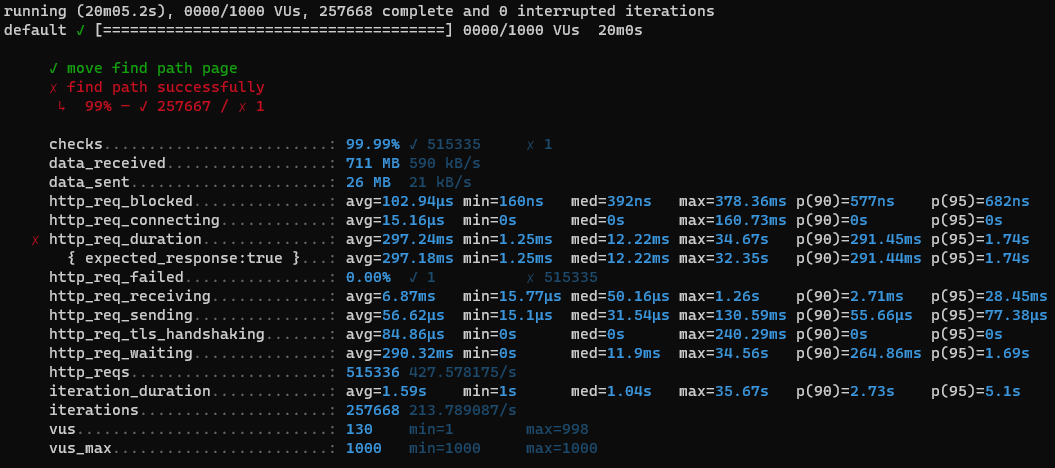 running (20m05.2s), 0000/1000 VUs, 257668 complete and 0 interrupted iterations
default ✓ [======================================] 0000/1000 VUs  20m0s

     ✓ move find path page
     ✗ find path successfully
      ↳  99% — ✓ 257667 / ✗ 1

     checks.........................: 99.99% ✓ 515335     ✗ 1
     data_received..................: 711 MB 590 kB/s
     data_sent......................: 26 MB  21 kB/s
     http_req_blocked...............: avg=102.94µs min=160ns   med=392ns   max=378.36ms p(90)=577ns    p(95)=682ns
     http_req_connecting............: avg=15.16µs  min=0s      med=0s      max=160.73ms p(90)=0s       p(95)=0s
   ✗ http_req_duration..............: avg=297.24ms min=1.25ms  med=12.22ms max=34.67s   p(90)=291.45ms p(95)=1.74s
       { expected_response:true }...: avg=297.18ms min=1.25ms  med=12.22ms max=32.35s   p(90)=291.44ms p(95)=1.74s
     http_req_failed................: 0.00%  ✓ 1          ✗ 515335
     http_req_receiving.............: avg=6.87ms   min=15.77µs med=50.16µs max=1.26s    p(90)=2.71ms   p(95)=28.45ms
     http_req_sending...............: avg=56.62µs  min=15.1µs  med=31.54µs max=130.59ms p(90)=55.66µs  p(95)=77.38µs
     http_req_tls_handshaking.......: avg=84.86µs  min=0s      med=0s      max=240.29ms p(90)=0s       p(95)=0s
     http_req_waiting...............: avg=290.32ms min=0s      med=11.9ms  max=34.56s   p(90)=264.86ms p(95)=1.69s
     http_reqs......................: 515336 427.578175/s
     iteration_duration.............: avg=1.59s    min=1s      med=1.04s   max=35.67s   p(90)=2.73s    p(95)=5.1s
     iterations.....................: 257668 213.789087/s
     vus............................: 130    min=1        max=998
     vus_max........................: 1000   min=1000     max=1000